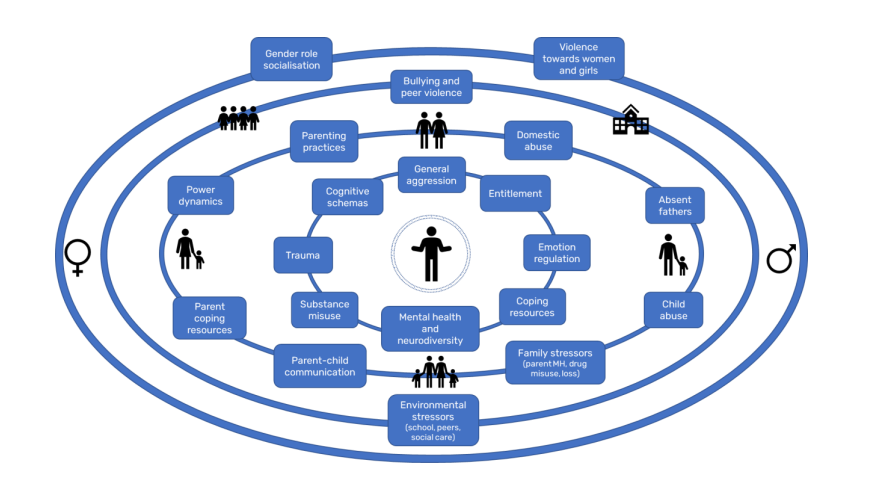 Gender role
socialisation
Violence
towards women
and girls
Bullying and
peer violence
Parenting
practices
Domestic
abuse
General
aggression
Power
dynamics
Cognitive
schemas
Entitlement
Absent
fathers
Trauma
Emotion
regulation
Parent
coping
resources
Substance
misuse
Mental health
and
neurodiversity
Coping
resources
Child
abuse
Parent-child
communication
Family stressors
(parent MH, drug
misuse, loss)
Environmental
stressors
(school, peers,
social care)